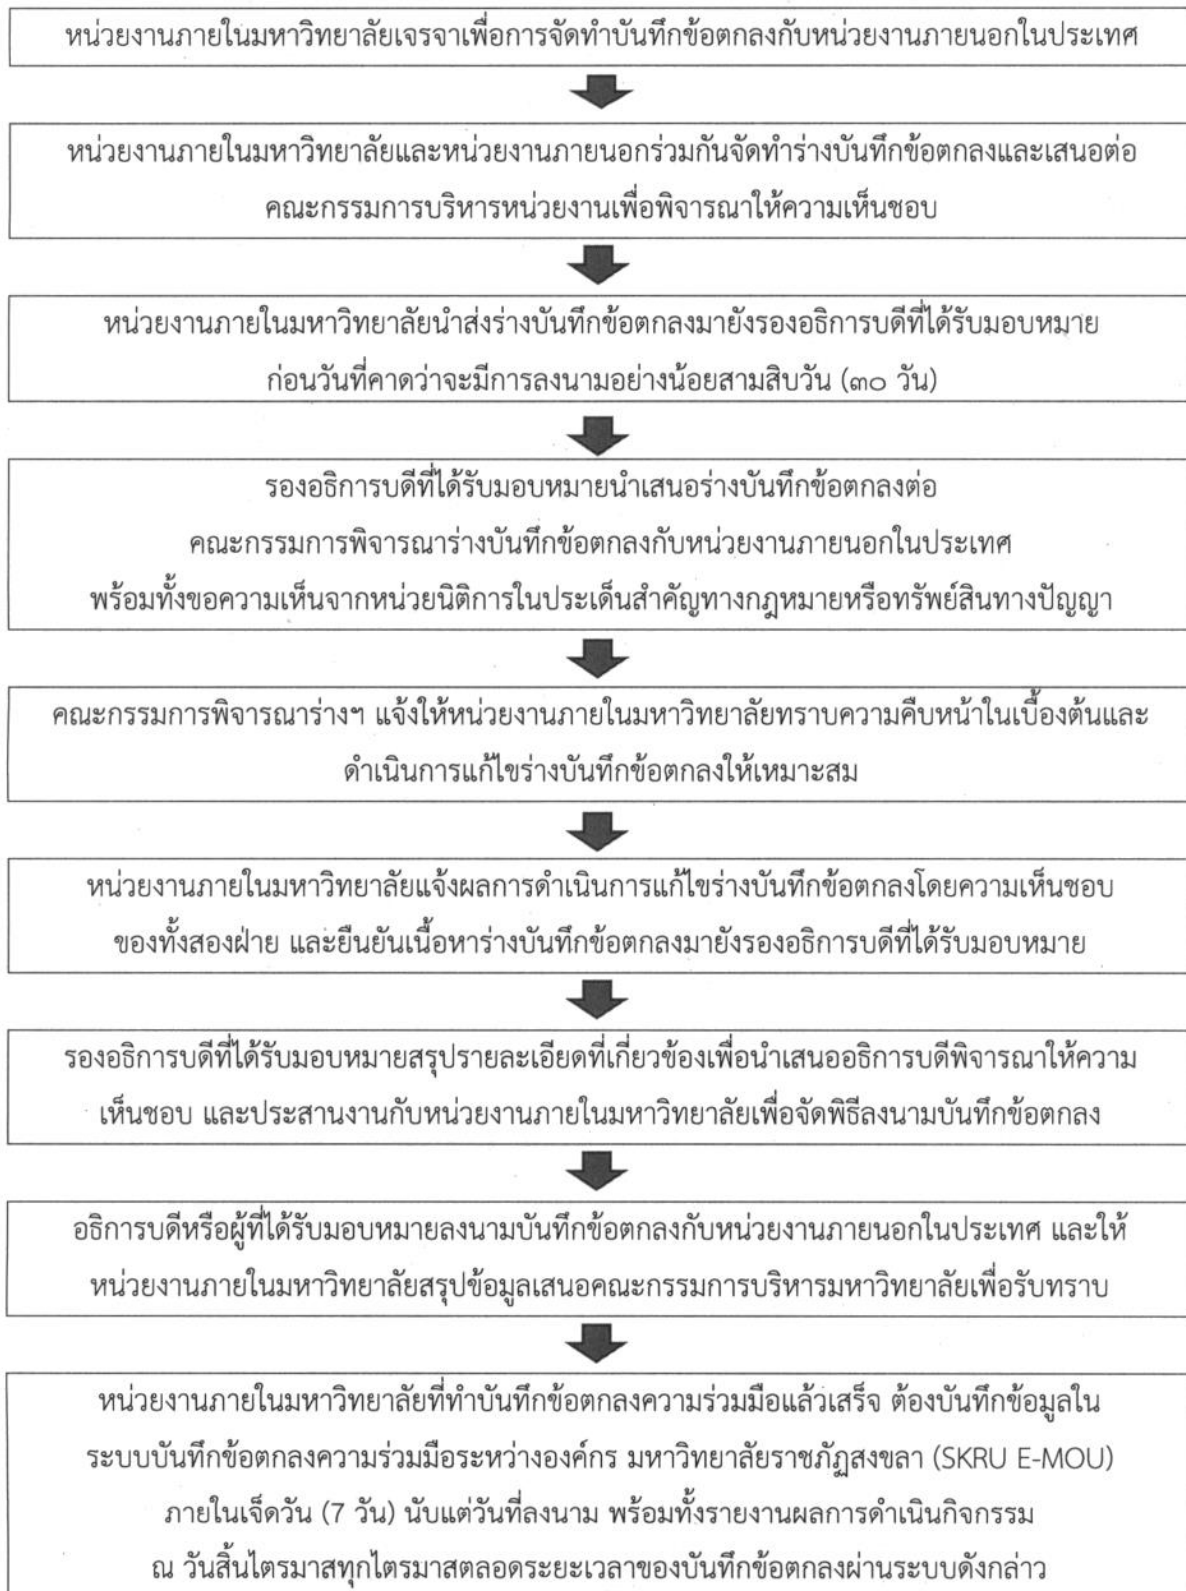 หน่วยงานภายในมหาวิทยาลัยเจรจาเพื่อการจัดทำบันทึกข้อตกลงกับหน่วยงานภายนอกในประเทศ
หน่วยงานภายในมหาวิทยาลัยและหน่วยงานภายนอกร่วมกันจัดทำร่างบันทึกข้อตกลงและเสนอต่อ
คณะกรรมการบริหารหน่วยงานเพื่อพิจารณาให้ความเห็นชอบ
หน่วยงานภายในมหาวิทยาลัยนำส่งร่างบันทึกข้อตกลงมายังรองอธิการบดีที่ได้รับมอบหมาย
ก่อนวันที่คาดว่าจะมีการลงนามอย่างน้อยสามสิบวัน (๓๐ วัน)
รองอธิการบดีที่ได้รับมอบหมายนำเสนอร่างบันทึกข้อตกลงต่อ
คณะกรรมการพิจารณาร่างบันทึกข้อตกลงกับหน่วยงานภายนอกในประเทศ
พร้อมทั้งขอความเห็นจากหน่วยนิติการในประเด็นสำคัญทางกฎหมายหรือทรัพย์สินทางปัญญา
คณะกรรมการพิจารณาร่างฯ แจ้งให้หน่วยงานภายในมหาวิทยาลัยทราบความคืบหน้าในเบื้องต้นและ
ดำเนินการแก้ไขร่างบันทึกข้อตกลงให้เหมาะสม
หน่วยงานภายในมหาวิทยาลัยแจ้งผลการดำเนินการแก้ไขร่างบันทึกข้อตกลงโดยความเห็นชอบ
ของทั้งสองฝ่าย และยืนยันเนื้อหาร่างบันทึกข้อตกลงมายังรองอธิการบดีที่ได้รับมอบหมาย
รองอธิการบดีที่ได้รับมอบหมายสรุปรายละเอียดที่เกี่ยวข้องเพื่อนำเสนออธิการบดีพิจารณาให้ความ
เห็นชอบ และประสานงานกับหน่วยงานภายในมหาวิทยาลัยเพื่อจัดพิธีลงนามบันทึกข้อตกลง
อธิการบดีหรือผู้ที่ได้รับมอบหมายลงนามบันทึกข้อตกลงกับหน่วยงานภายนอกในประเทศ และให้
หน่วยงานภายในมหาวิทยาลัยสรุปข้อมูลเสนอคณะกรรมการบริหารมหาวิทยาลัยเพื่อรับทราบ
หน่วยงานภายในมหาวิทยาลัยที่ทำบันทึกข้อตกลงความร่วมมือแล้วเสร็จ ต้องบันทึกข้อมูลใน
ระบบบันทึกข้อตกลงความร่วมมือระหว่างองค์กร มหาวิทยาลัยราชภัฏสงขลา (SKRU E-MOU)
ภายในเจ็ดวัน (7 วัน) นับแต่วันที่ลงนาม พร้อมทั้งรายงานผลการดำเนินกิจกรรม
ณ วันสิ้นไตรมาสทุกไตรมาสตลอดระยะเวลาของบันทึกข้อตกลงผ่านระบบดังกล่าว